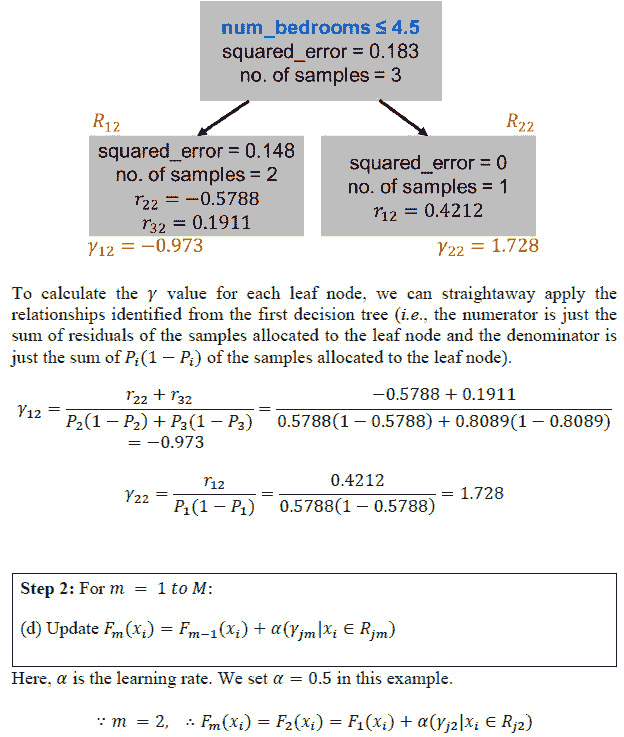 num_bedrooms ≤ 4.5
squared_error = 0.183
no. of samples = 3
R₁₂
R₂₂
squared_error = 0.148
no. of samples = 2
r₂₂ = −0.5788
r₃₂ = 0.1911
squared_error = 0
no. of samples = 1
r₁₂ = 0.4212
γ₁₂ = −0.973
γ₂₂ = 1.728
To calculate the γ value for each leaf node, we can straightaway apply the
relationships identified from the first decision tree (i.e., the numerator is just the
sum of residuals of the samples allocated to the leaf node and the denominator is
just the sum of Pᵢ(1 − Pᵢ) of the samples allocated to the leaf node).
γ₁₂ = (r₂₂ + r₃₂) / (P₂(1 − P₂) + P₃(1 − P₃)) = (−0.5788 + 0.1911) / (0.5788(1 − 0.5788) + 0.8089(1 − 0.8089))
= −0.973
γ₂₂ = r₁₂ / (P₁(1 − P₁)) = 0.4212 / (0.5788(1 − 0.5788)) = 1.728
Step 2: For m = 1 to M:
(d) Update Fₘ(xᵢ) = Fₘ₋₁(xᵢ) + α(γⱼₘ|xᵢ ∈ Rⱼₘ)
Here, α is the learning rate. We set α = 0.5 in this example.
∵ m = 2, ∴ Fₘ(xᵢ) = F₂(xᵢ) = F₁(xᵢ) + α(γⱼ₂|xᵢ ∈ Rⱼ₂)